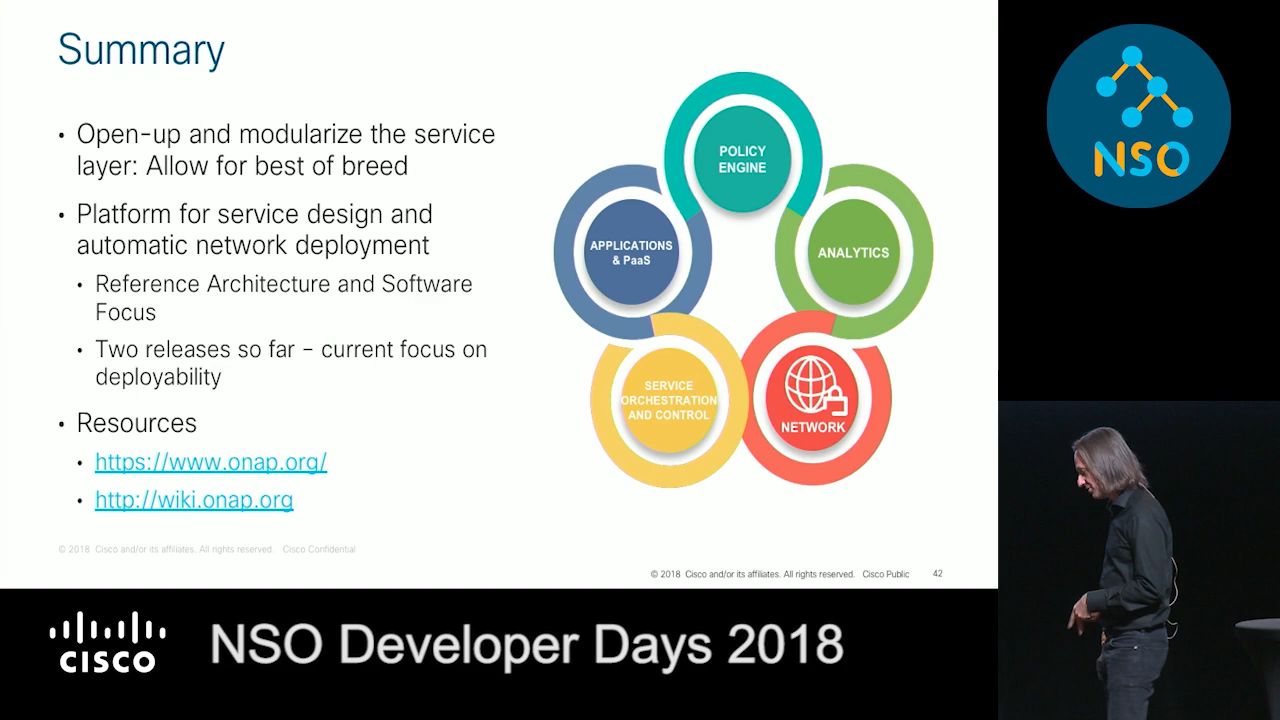 Summary
• Open-up and modularize the service
layer: Allow for best of breed
• Platform for service design and
automatic network deployment
• Reference Architecture and Software
Focus
• Two releases so far – current focus on
deployability
• Resources
• https://www.onap.org/
• http://wiki.onap.org
POLICY
ENGINE
APPLICATIONS
& PaaS
ANALYTICS
SERVICE
ORCHESTRATION
AND CONTROL
NETWORK
© 2018 Cisco and/or its affiliates. All rights reserved. Cisco Confidential
© 2018 Cisco and/or its affiliates. All rights reserved. Cisco Public 42
NSO
CISCO
NSO Developer Days 2018